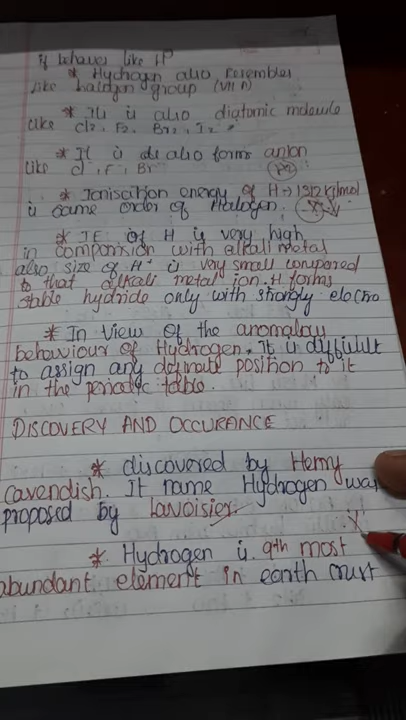 it behaves like H⊕
* Hydrogen also resembles
like halogen group (VII A)
* It is also diatomic molecule
like Cl2, F2, Br2, I2,
* It is also forms anion
like Cl⁻, F⁻, Br⁻
* Ionisation energy of H → 1312 kJ/mol
is same order of Halogen.
* IE of H is very high
in comparision with alkali metal
also size of H⁺ is very small compared
to that alkali metal ion. H forms
stable hydride only with strongly electro
* In view of the anomalous
behaviour of Hydrogen, It is difficult
to assign any definate position to it
in the periodic table.
DISCOVERY AND OCCURANCE
* discovered by Henry
cavendish. It name Hydrogen was
proposed by Lavoisier.
* Hydrogen is 9th most
abundant element in earth crust